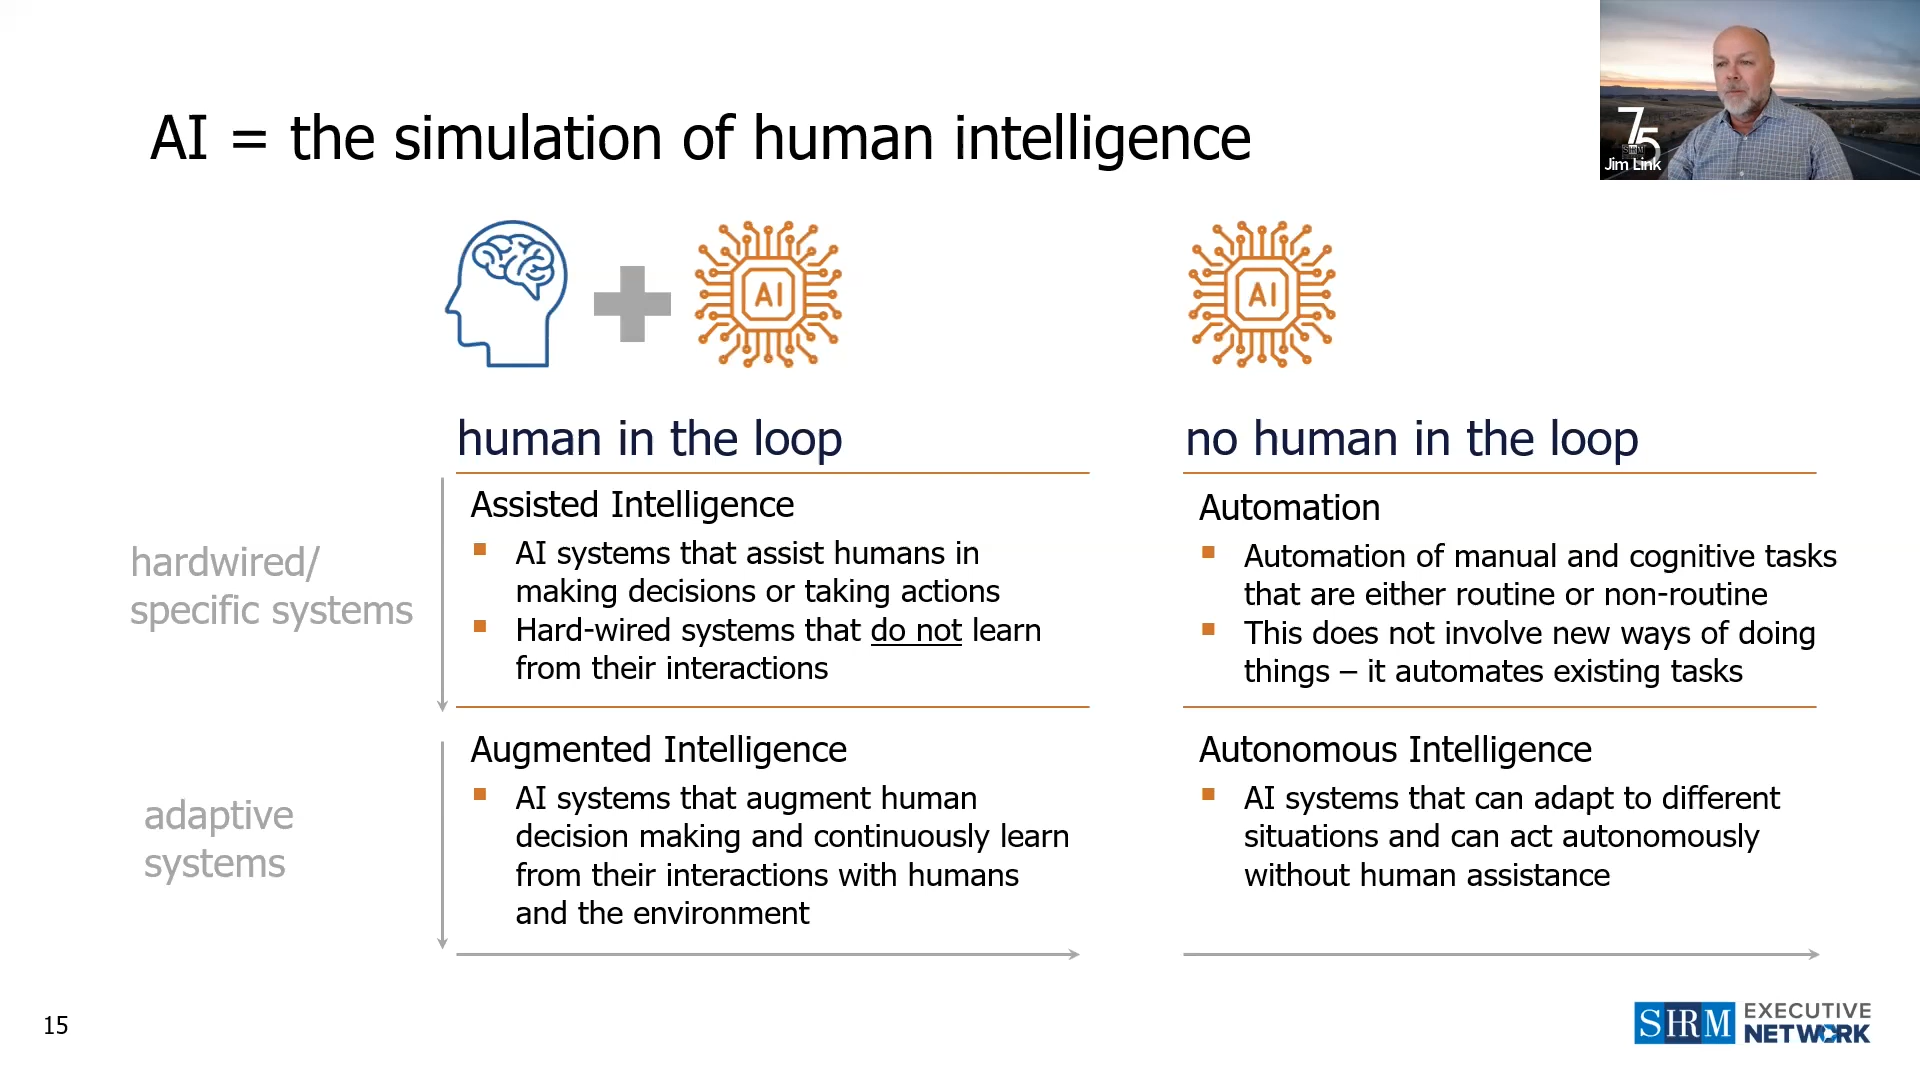 AI = the simulation of human intelligence
75
SHRM
Jim Link
AI
AI
human in the loop
no human in the loop
hardwired/
specific systems
Assisted Intelligence
AI systems that assist humans in
making decisions or taking actions
Hard-wired systems that do not learn
from their interactions
Automation
Automation of manual and cognitive tasks
that are either routine or non-routine
This does not involve new ways of doing
things – it automates existing tasks
adaptive
systems
Augmented Intelligence
AI systems that augment human
decision making and continuously learn
from their interactions with humans
and the environment
Autonomous Intelligence
AI systems that can adapt to different
situations and can act autonomously
without human assistance
15
SHRM
EXECUTIVE
NETWORK